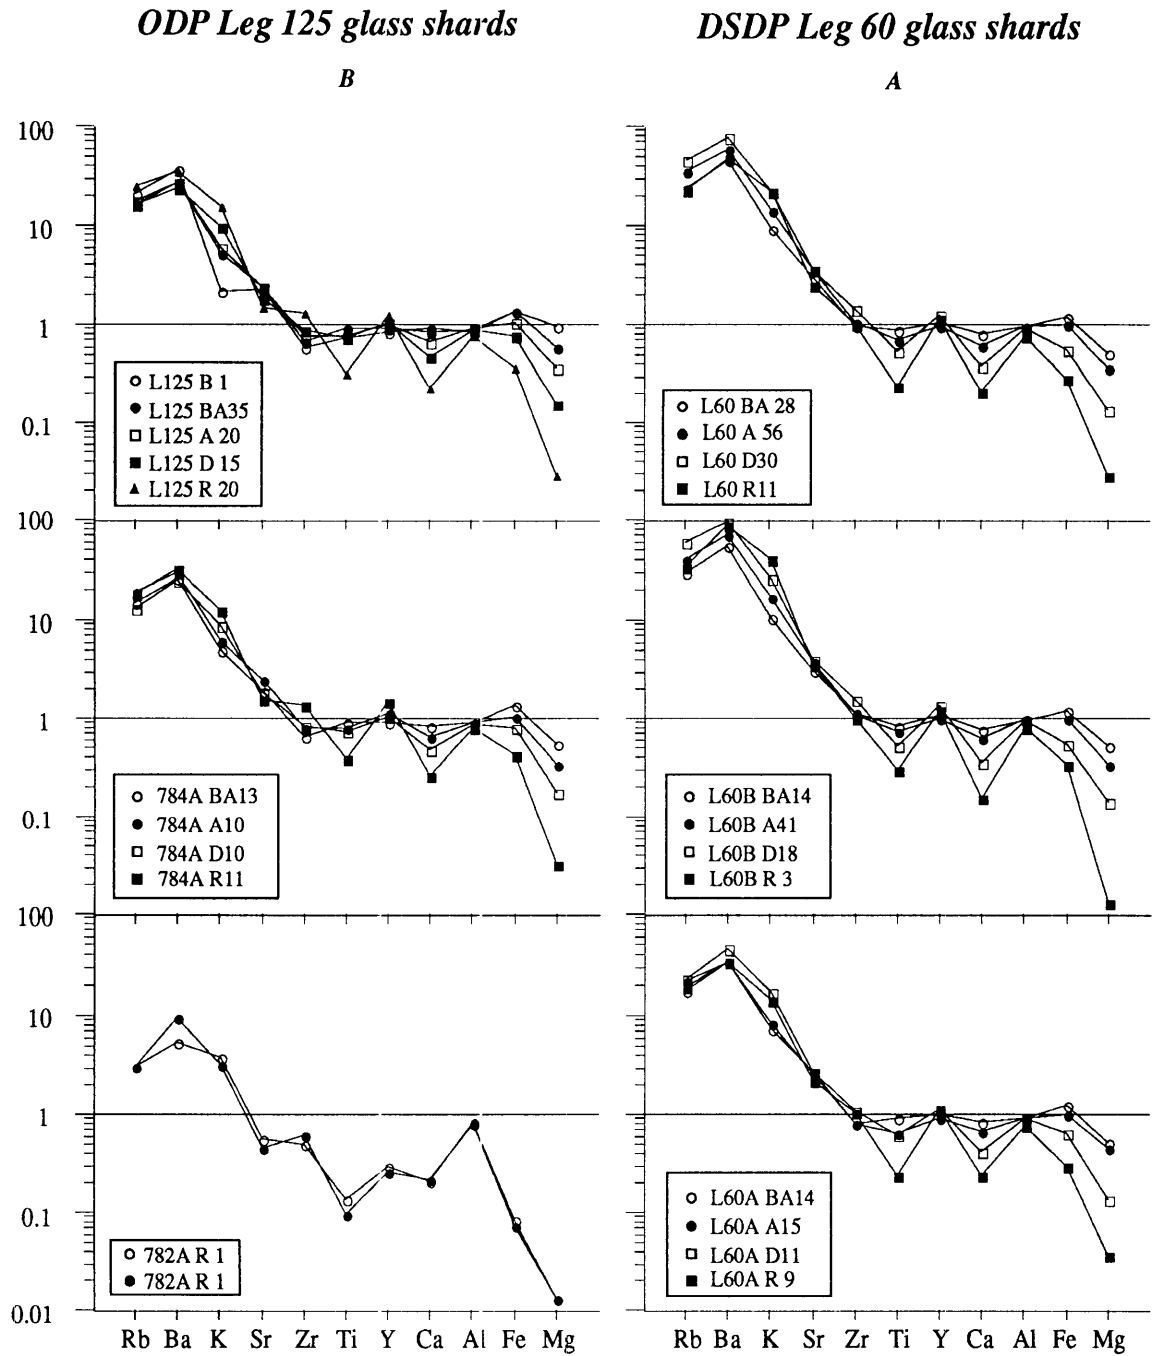 ODP Leg 125 glass shards
DSDP Leg 60 glass shards
B
A
100
10
1
0.1
L125 B 1
L125 BA35
L125 A 20
L125 D 15
L125 R 20
L60 BA 28
L60 A 56
L60 D30
L60 R11
100
10
1
0.1
784A BA13
784A A10
784A D10
784A R11
L60B BA14
L60B A41
L60B D18
L60B R 3
100
10
1
0.1
0.01
782A R 1
782A R 1
L60A BA14
L60A A15
L60A D11
L60A R 9
Rb Ba K Sr Zr Ti Y Ca Al Fe Mg
Rb Ba K Sr Zr Ti Y Ca Al Fe Mg